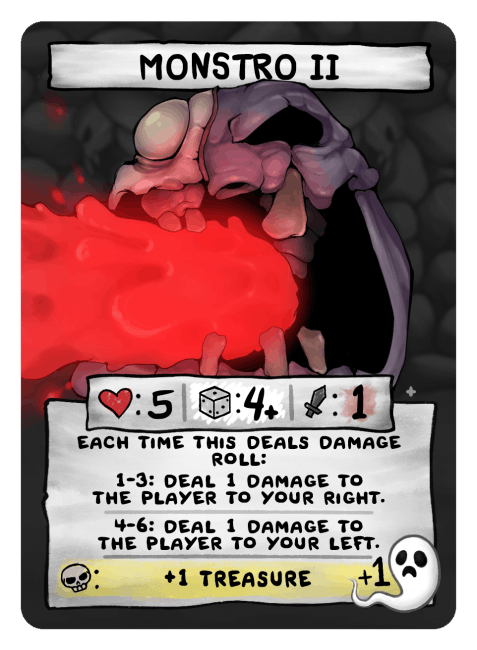 MONSTRO II
:5 :4+ :1
EACH TIME THIS DEALS DAMAGE
ROLL:
1-3: DEAL 1 DAMAGE TO
THE PLAYER TO YOUR RIGHT.
4-6: DEAL 1 DAMAGE TO
THE PLAYER TO YOUR LEFT.
: +1 TREASURE +1